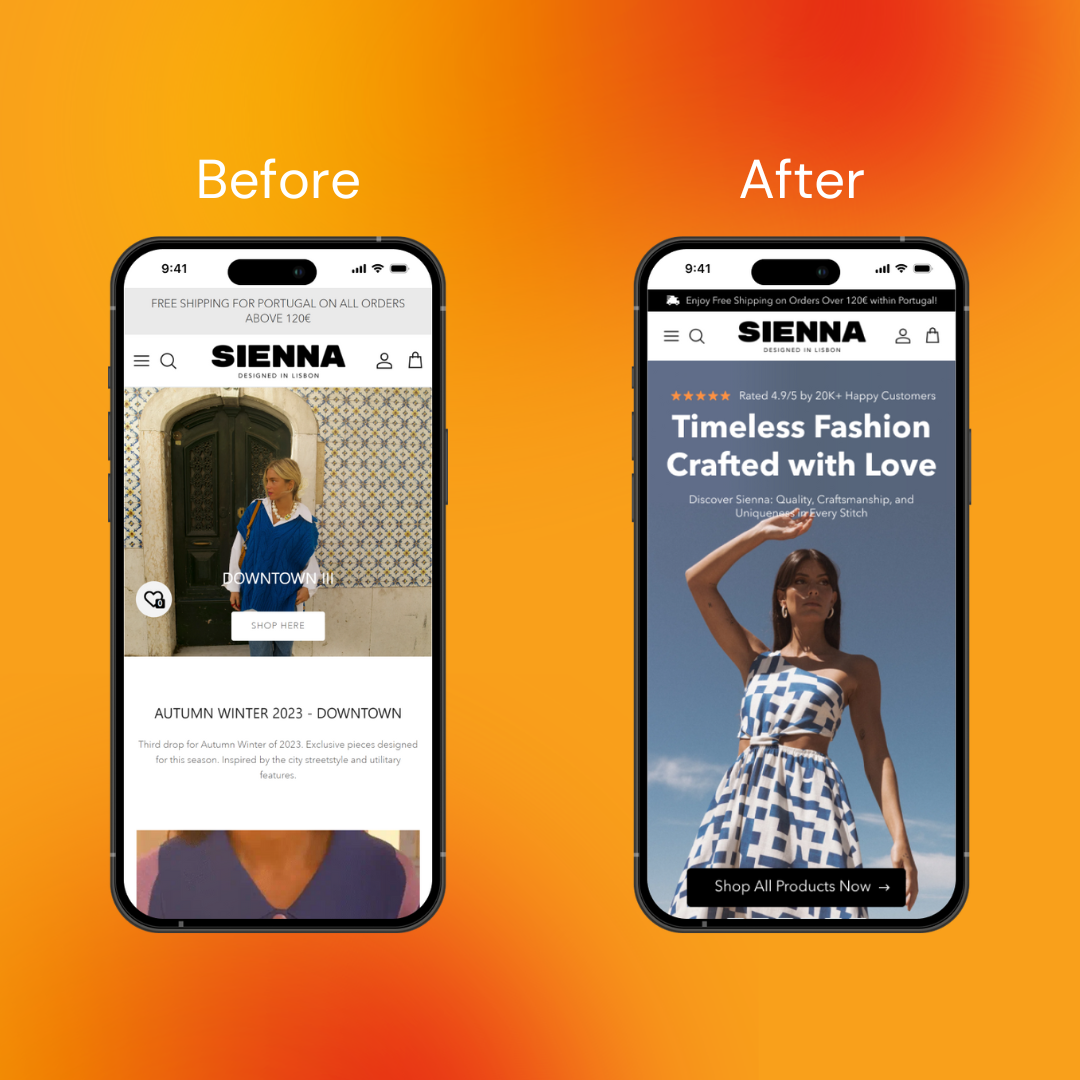 Before
9:41
FREE SHIPPING FOR PORTUGAL ON ALL ORDERS
ABOVE 120€
SIENNA
DESIGNED IN LISBON
DOWNTOWN III
0
SHOP HERE
AUTUMN WINTER 2023 - DOWNTOWN
Third drop for Autumn Winter of 2023. Exclusive pieces designed
for this season. Inspired by the city streetstyle and utilitary
features.
After
9:41
Enjoy Free Shipping on Orders Over 120€ within Portugal!
SIENNA
DESIGNED IN LISBON
Rated 4.9/5 by 20K+ Happy Customers
Timeless Fashion
Crafted with Love
Discover Sienna: Quality, Craftsmanship, and
Uniqueness in Every Stitch
Shop All Products Now →